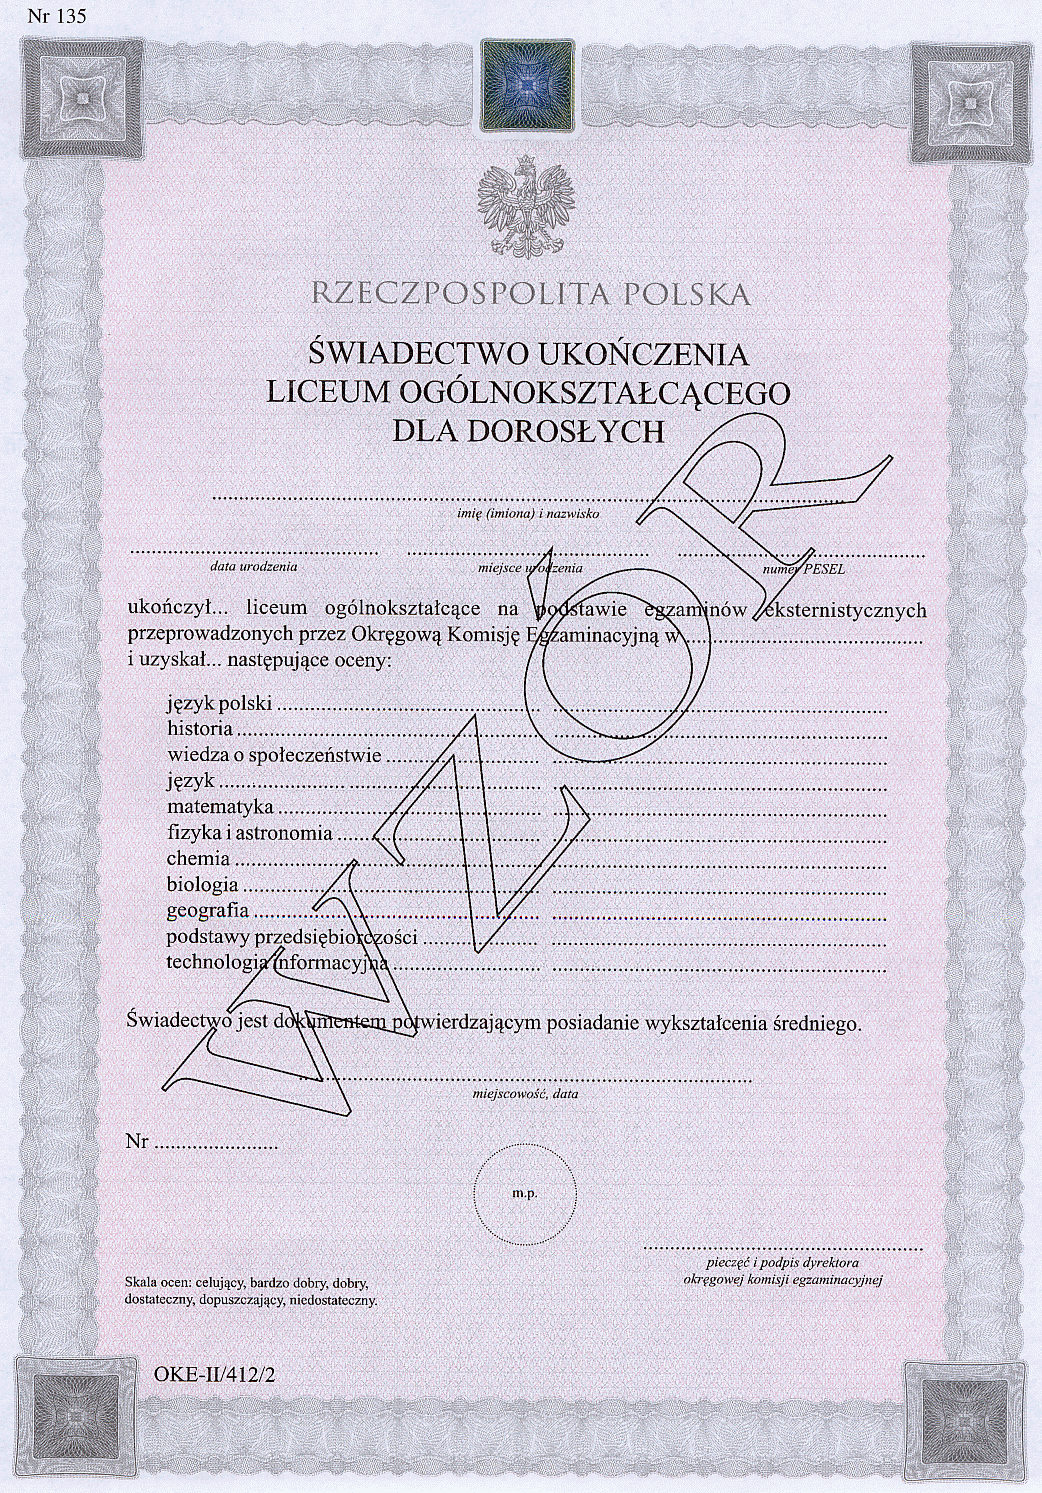 Nr 135
RZECZPOSPOLITA POLSKA
ŚWIADECTWO UKOŃCZENIA
LICEUM OGÓLNOKSZTAŁCĄCEGO
DLA DOROSŁYCH
imię (imiona) i nazwisko
data urodzenia miejsce urodzenia numer PESEL
ukończył... liceum ogólnokształcące na podstawie egzaminów eksternistycznych
przeprowadzonych przez Okręgową Komisję Egzaminacyjną w..........................................
i uzyskał... następujące oceny:
język polski ..................................................
historia ..................................................
wiedza o społeczeństwie ..................................................
język ..................................................
matematyka ..................................................
fizyka i astronomia ..................................................
chemia ..................................................
biologia ..................................................
geografia ..................................................
podstawy przedsiębiorczości ..................................................
technologia informacyjna ..................................................
Świadectwo jest dokumentem potwierdzającym posiadanie wykształcenia średniego.
miejscowość, data
Nr ......................
m.p.
pieczęć i podpis dyrektora
okręgowej komisji egzaminacyjnej
Skala ocen: celujący, bardzo dobry, dobry,
dostateczny, dopuszczający, niedostateczny.
OKE-II/412/2
WZÓR